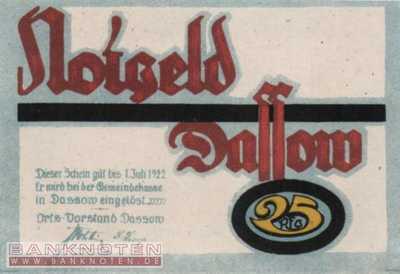 Notgeld
Dassow
Dieser Schein gilt bis 1. Juli 1922
Er wird bei der Gemeindekasse
in Dassow eingelöst.
Orts-Vorstand Dassow
25
PFG
BANKNOTEN
WWW.BANKNOTEN.DE